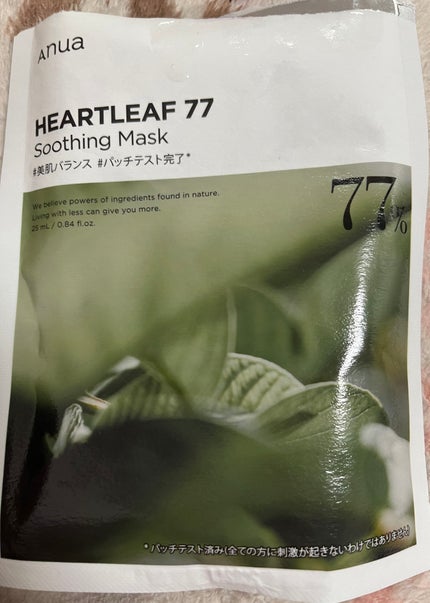 Anua
HEARTLEAF 77
Soothing Mask
#美肌バランス #パッチテスト完了*
We believe powers of ingredients found in nature.
Living with less can give you more.
25 mL / 0.84 fl.oz.
77%
*パッチテスト済み(全ての方に刺激が起きないわけではありません)